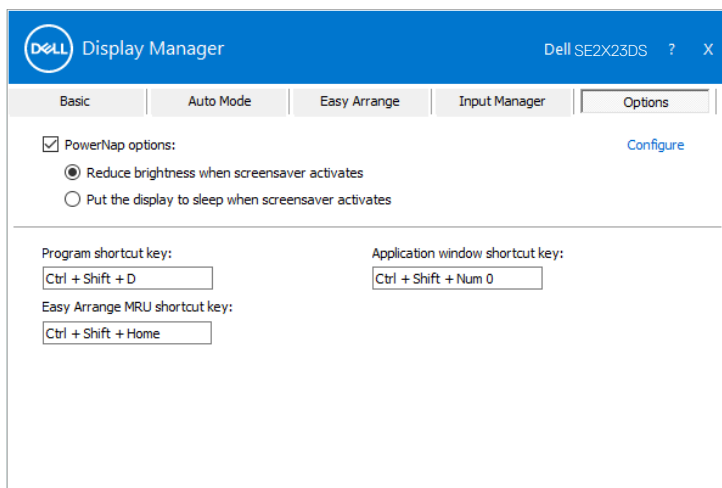 DELL Display Manager Dell SE2X23DS ? X
Basic Auto Mode Easy Arrange Input Manager Options
PowerNap options: Configure
Reduce brightness when screensaver activates
Put the display to sleep when screensaver activates
Program shortcut key: Application window shortcut key:
Ctrl + Shift + D Ctrl + Shift + Num 0
Easy Arrange MRU shortcut key:
Ctrl + Shift + Home